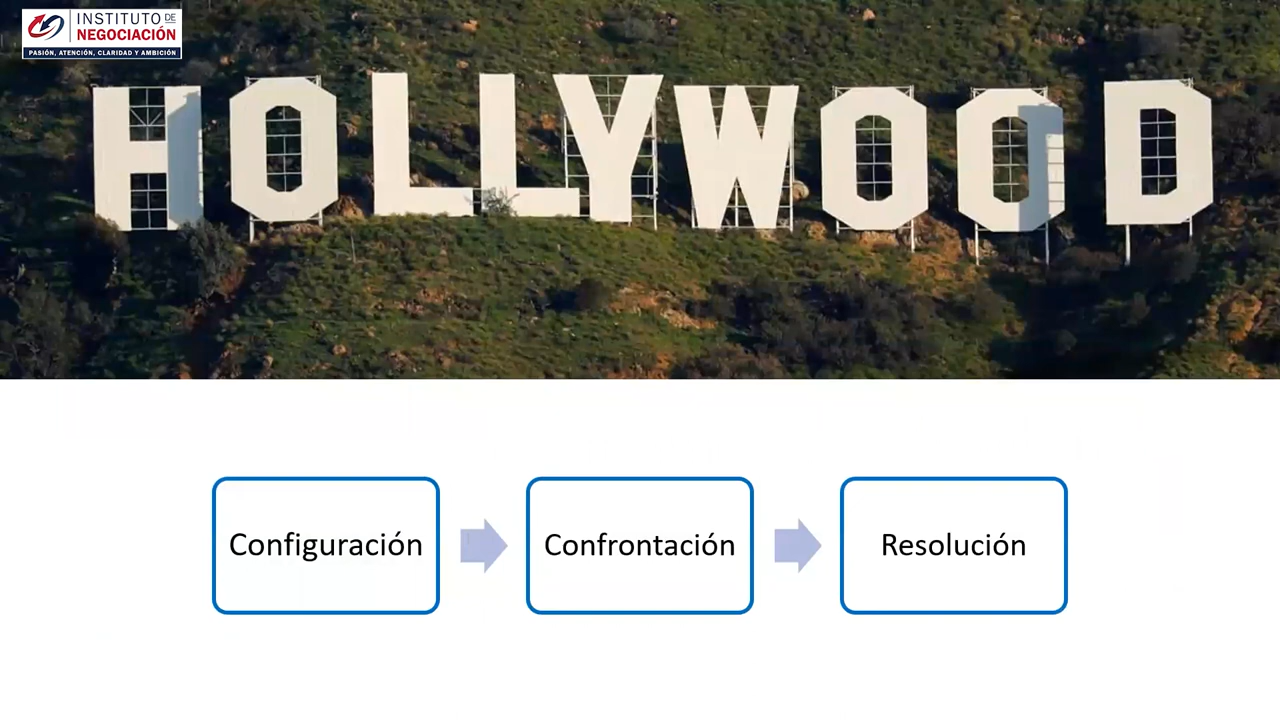 INSTITUTO DE
NEGOCIACIÓN
PASIÓN, ATENCIÓN, CLARIDAD Y AMBICIÓN
HOLLYWOOD
Configuración
Confrontación
Resolución